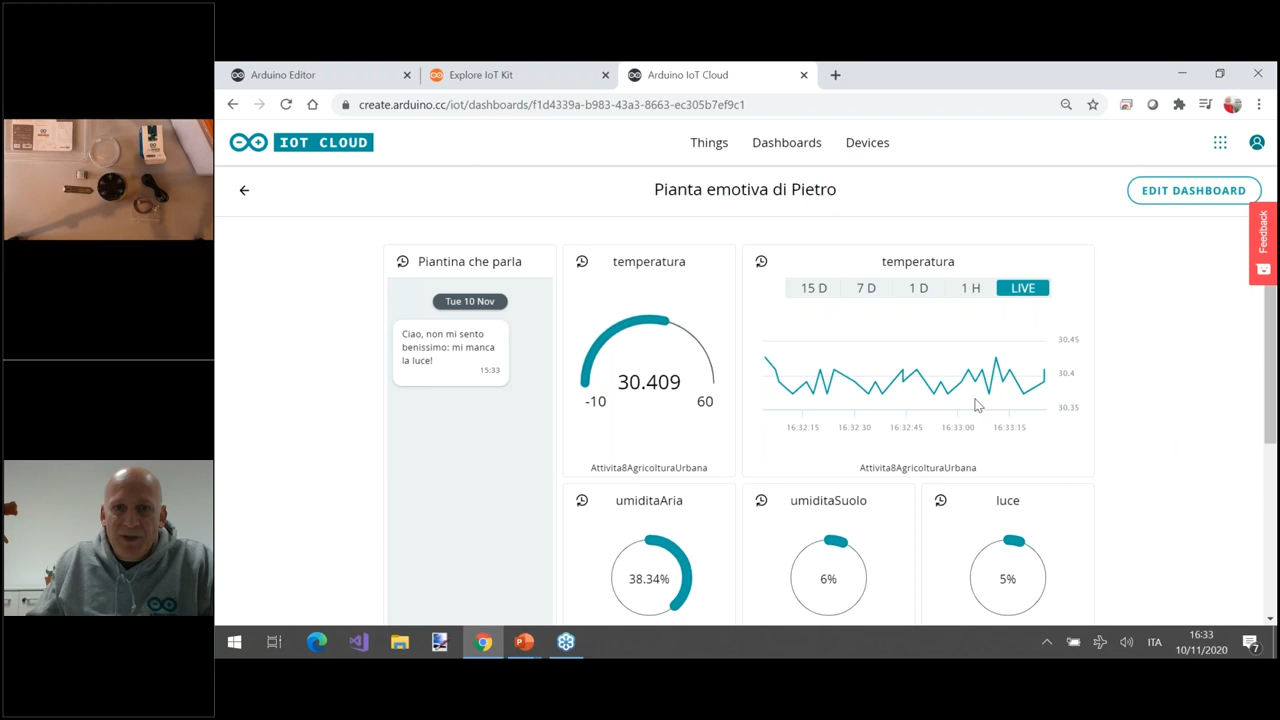 Arduino Editor
Explore IoT Kit
Arduino IoT Cloud
create.arduino.cc/iot/dashboards/f1d4339a-b983-43a3-8663-ec305b7ef9c1
IOT CLOUD
Things
Dashboards
Devices
Pianta emotiva di Pietro
EDIT DASHBOARD
Feedback
Piantina che parla
Tue 10 Nov
Ciao, non mi sento
benissimo: mi manca
la luce!
15:33
temperatura
30.409
-10
60
Attivita8AgricolturaUrbana
temperatura
15 D
7 D
1 D
1 H
LIVE
30.45
30.4
30.35
16:32:15
16:32:30
16:32:45
16:33:00
16:33:15
Attivita8AgricolturaUrbana
umiditaAria
38.34%
umiditaSuolo
6%
luce
5%
ITA
16:33
10/11/2020
7